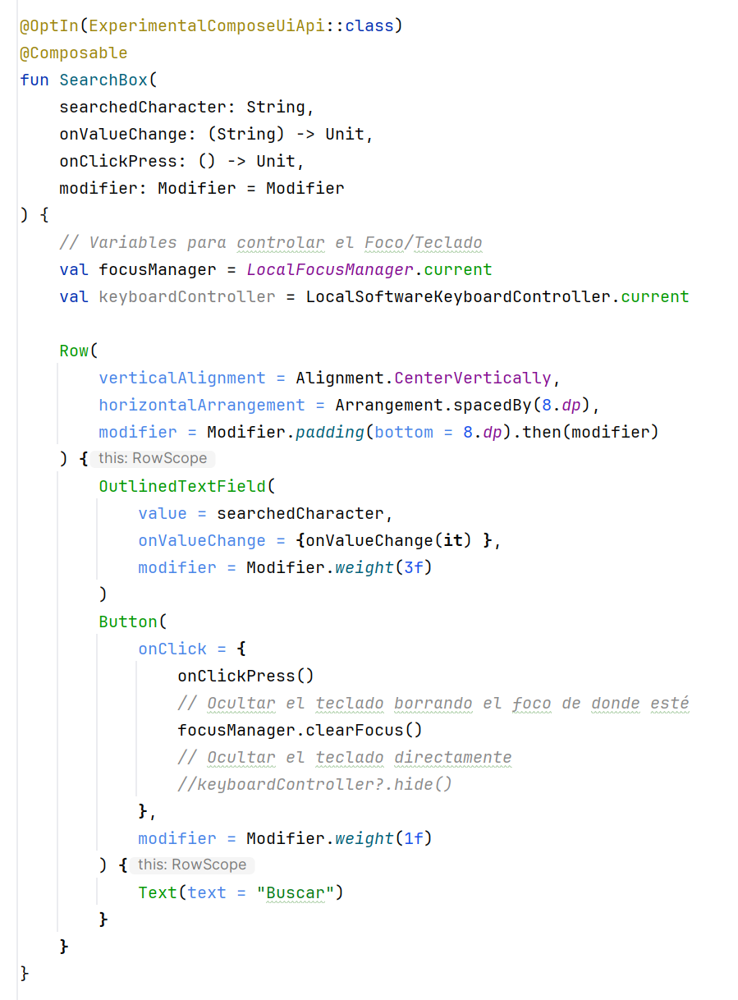 @OptIn(ExperimentalComposeUiApi::class)
@Composable
fun SearchBox(
    searchedCharacter: String,
    onValueChange: (String) -> Unit,
    onClickPress: () -> Unit,
    modifier: Modifier = Modifier
) {
    // Variables para controlar el Foco/Teclado
    val focusManager = LocalFocusManager.current
    val keyboardController = LocalSoftwareKeyboardController.current

    Row(
        verticalAlignment = Alignment.CenterVertically,
        horizontalArrangement = Arrangement.spacedBy(8.dp),
        modifier = Modifier.padding(bottom = 8.dp).then(modifier)
    ) { this: RowScope
        OutlinedTextField(
            value = searchedCharacter,
            onValueChange = {onValueChange(it) },
            modifier = Modifier.weight(3f)
        )
        Button(
            onClick = {
                onClickPress()
                // Ocultar el teclado borrando el foco de donde esté
                focusManager.clearFocus()
                // Ocultar el teclado directamente
                //keyboardController?.hide()
            },
            modifier = Modifier.weight(1f)
        ) { this: RowScope
            Text(text = "Buscar")
        }
    }
}